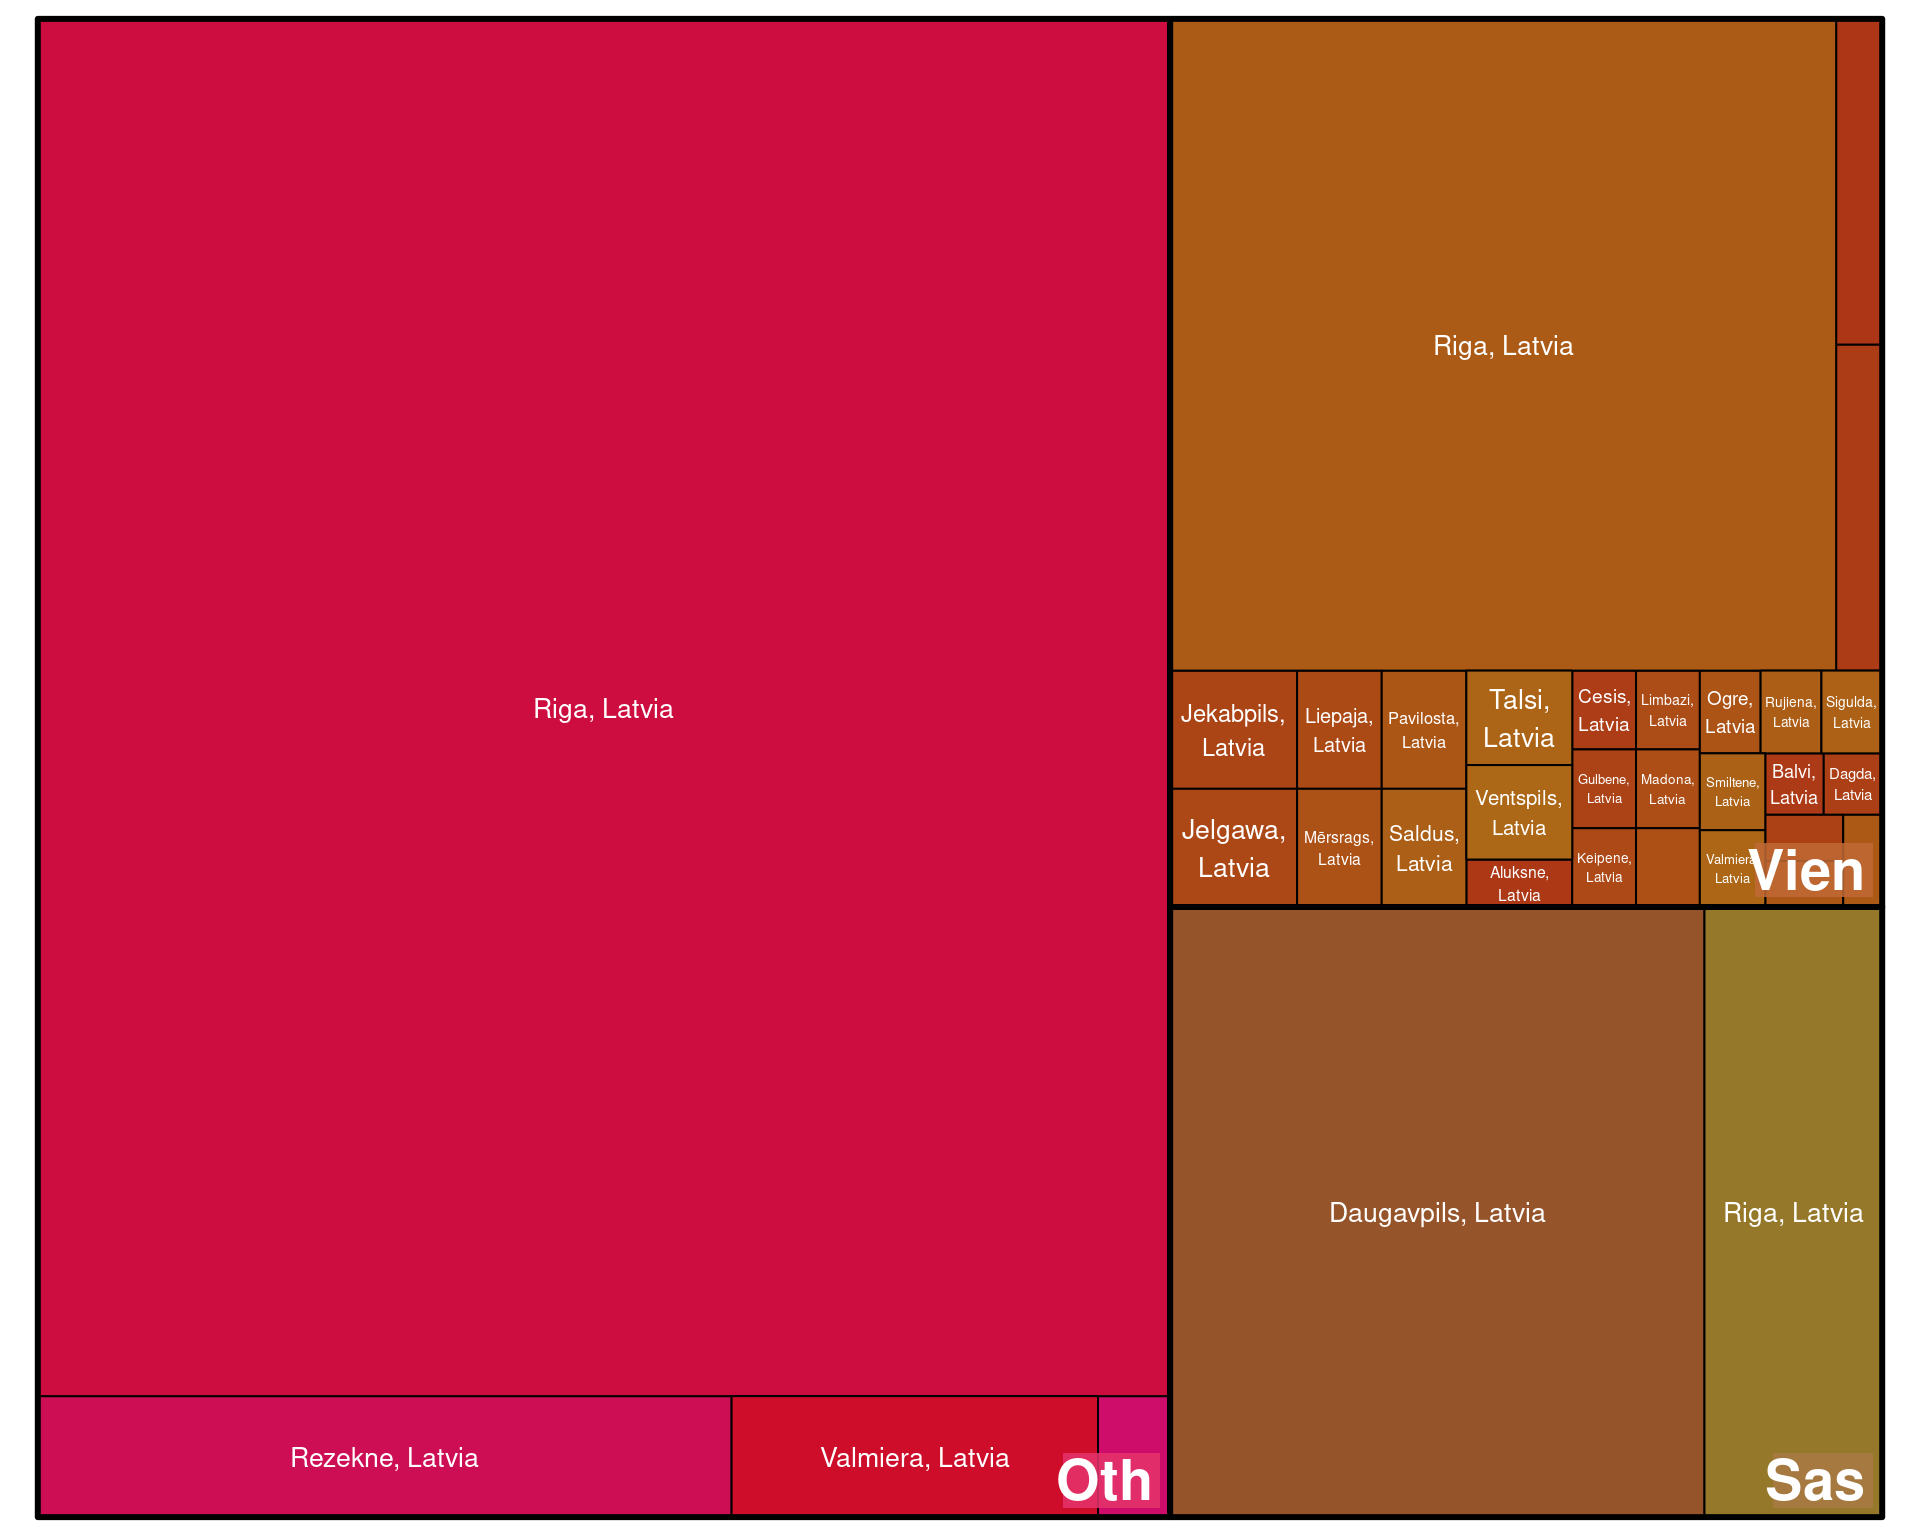 Riga, Latvia
Rezekne, Latvia
Valmiera, Latvia
Oth
Riga, Latvia
Jekabpils,
Latvia
Liepaja,
Latvia
Pavilosta,
Latvia
Talsi,
Latvia
Cesis,
Latvia
Limbazi,
Latvia
Ogre,
Latvia
Rujiena,
Latvia
Sigulda,
Latvia
Jelgawa,
Latvia
Mērsrags,
Latvia
Saldus,
Latvia
Ventspils,
Latvia
Aluksne,
Latvia
Gulbene,
Latvia
Madona,
Latvia
Keipene,
Latvia
Smiltene,
Latvia
Balvi,
Latvia
Dagda,
Latvia
Valmiera
Latvia
Vien
Daugavpils, Latvia
Riga, Latvia
Sas